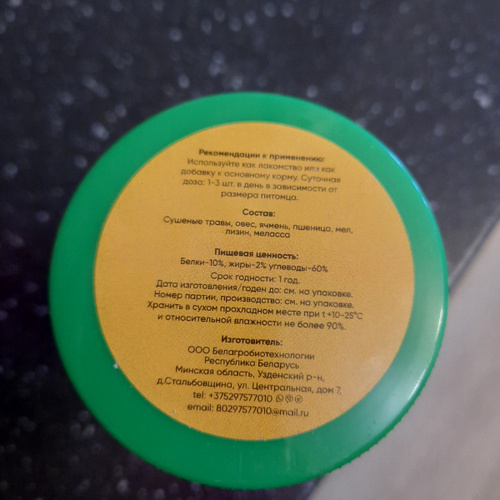 Рекомендации к применению:
Используйте как лакомство или как
добавку к основному корму. Суточная
доза: 1-3 шт. в день в зависимости от
размера питомца.
Состав:
Сушеные травы, овес, ячмень, пшеница, мел,
лизин, меласса
Пищевая ценность:
Белки-10%, жиры-2% углеводы-60%
Срок годности: 1 год.
Дата изготовления/годен до: см. на упаковке.
Номер партии, производство: см. на упаковке.
Хранить в сухом прохладном месте при t +10-25°C
и относительной влажности не более 90%.
Изготовитель:
ООО Белагробиотехнологии
Республика Беларусь
Минская область, Узденский р-н,
д.Стальбовщина, ул. Центральная, дом 7,
tel: +375297577010
email: 80297577010@mail.ru